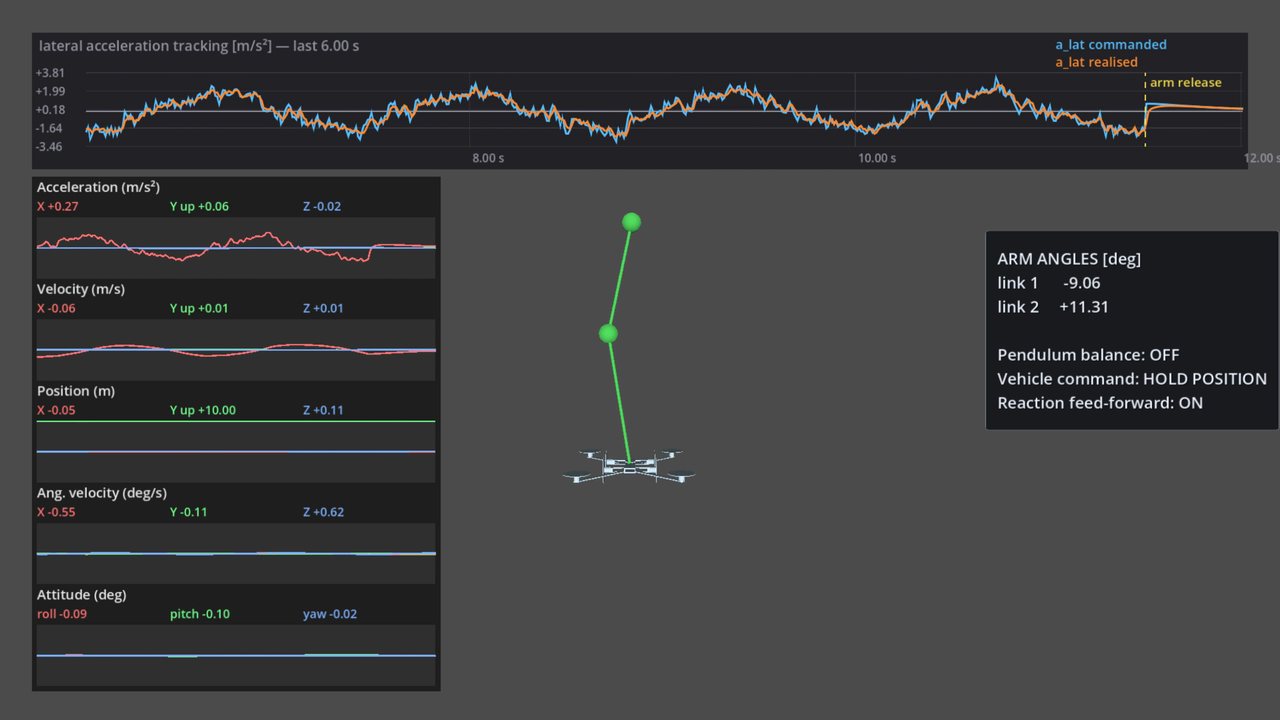 lateral acceleration tracking [m/s²] — last 6.00 s
a_lat commanded
a_lat realised
+3.81
+1.99
+0.18
-1.64
-3.46
arm release
8.00 s
10.00 s
12.00 s
Acceleration (m/s²)
X +0.27 Y up +0.06 Z -0.02
Velocity (m/s)
X -0.06 Y up +0.01 Z +0.01
Position (m)
X -0.05 Y up +10.00 Z +0.11
Ang. velocity (deg/s)
X -0.55 Y -0.11 Z +0.62
Attitude (deg)
roll -0.09 pitch -0.10 yaw -0.02
ARM ANGLES [deg]
link 1 -9.06
link 2 +11.31
Pendulum balance: OFF
Vehicle command: HOLD POSITION
Reaction feed-forward: ON